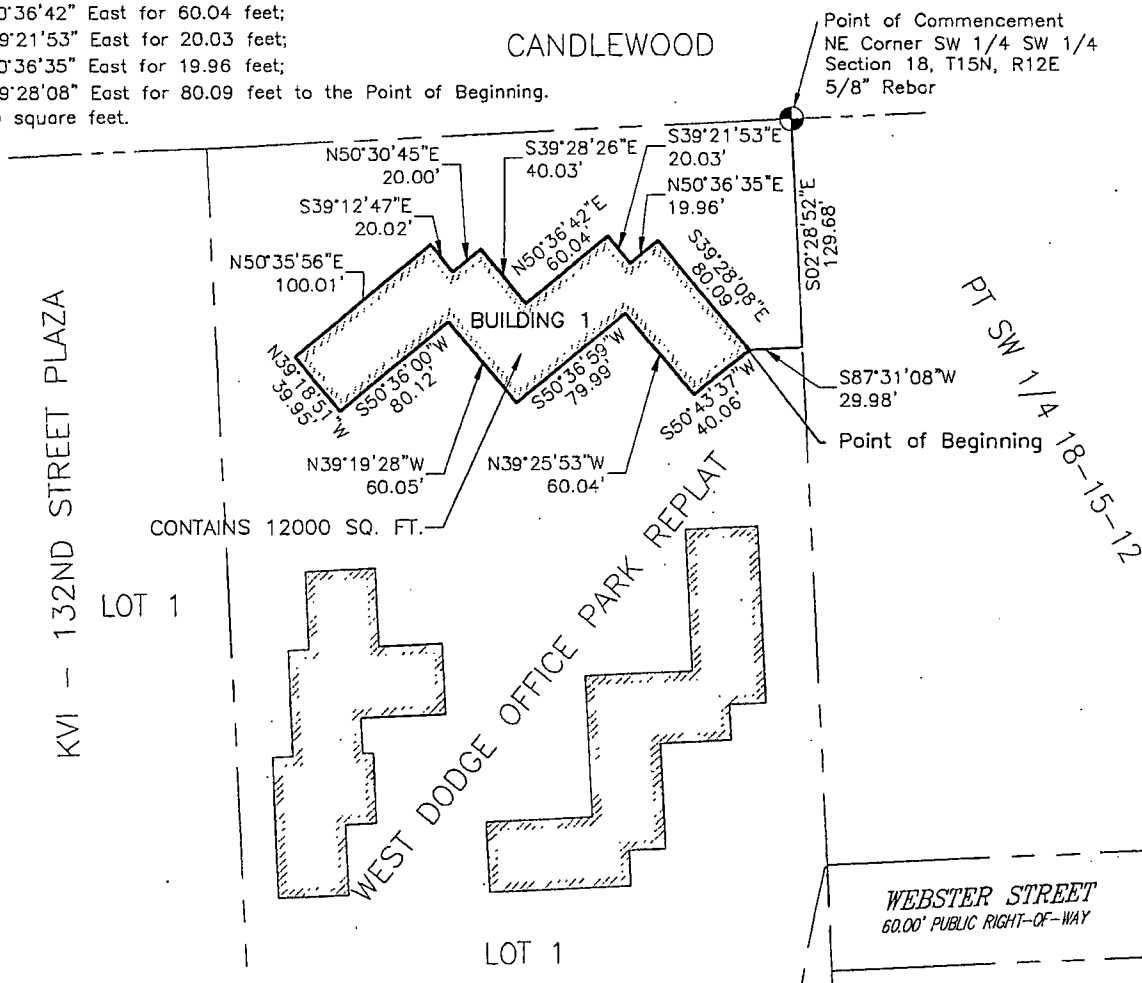 0°36'42" East for 60.04 feet;
9°21'53" East for 20.03 feet;
0°36'35" East for 19.96 feet;
9°28'08" East for 80.09 feet to the Point of Beginning.
square feet.
CANDLEWOOD
Point of Commencement
NE Corner SW 1/4 SW 1/4
Section 18, T15N, R12E
5/8" Rebar
N50°30'45"E
20.00'
S39°28'26"E
40.03'
S39°21'53"E
20.03'
S39°12'47"E
20.02'
N50°36'35"E
19.96'
N50°36'42"E
60.04'
S39°28'08"E
80.09'
S02°28'52"E
129.68'
N50°35'56"E
100.01'
BUILDING 1
N39°18'51"W
39.95'
S50°36'00"W
80.12'
S50°36'59"W
79.99'
S50°43'37"W
40.06'
S87°31'08"W
29.98'
Point of Beginning
N39°19'28"W
60.05'
N39°25'53"W
60.04'
CONTAINS 12000 SQ. FT.
PT SW 1/4 18-15-12
KVI - 132ND STREET PLAZA
LOT 1
WEST DODGE OFFICE PARK REPLAT
WEBSTER STREET
60.00' PUBLIC RIGHT-OF-WAY
LOT 1